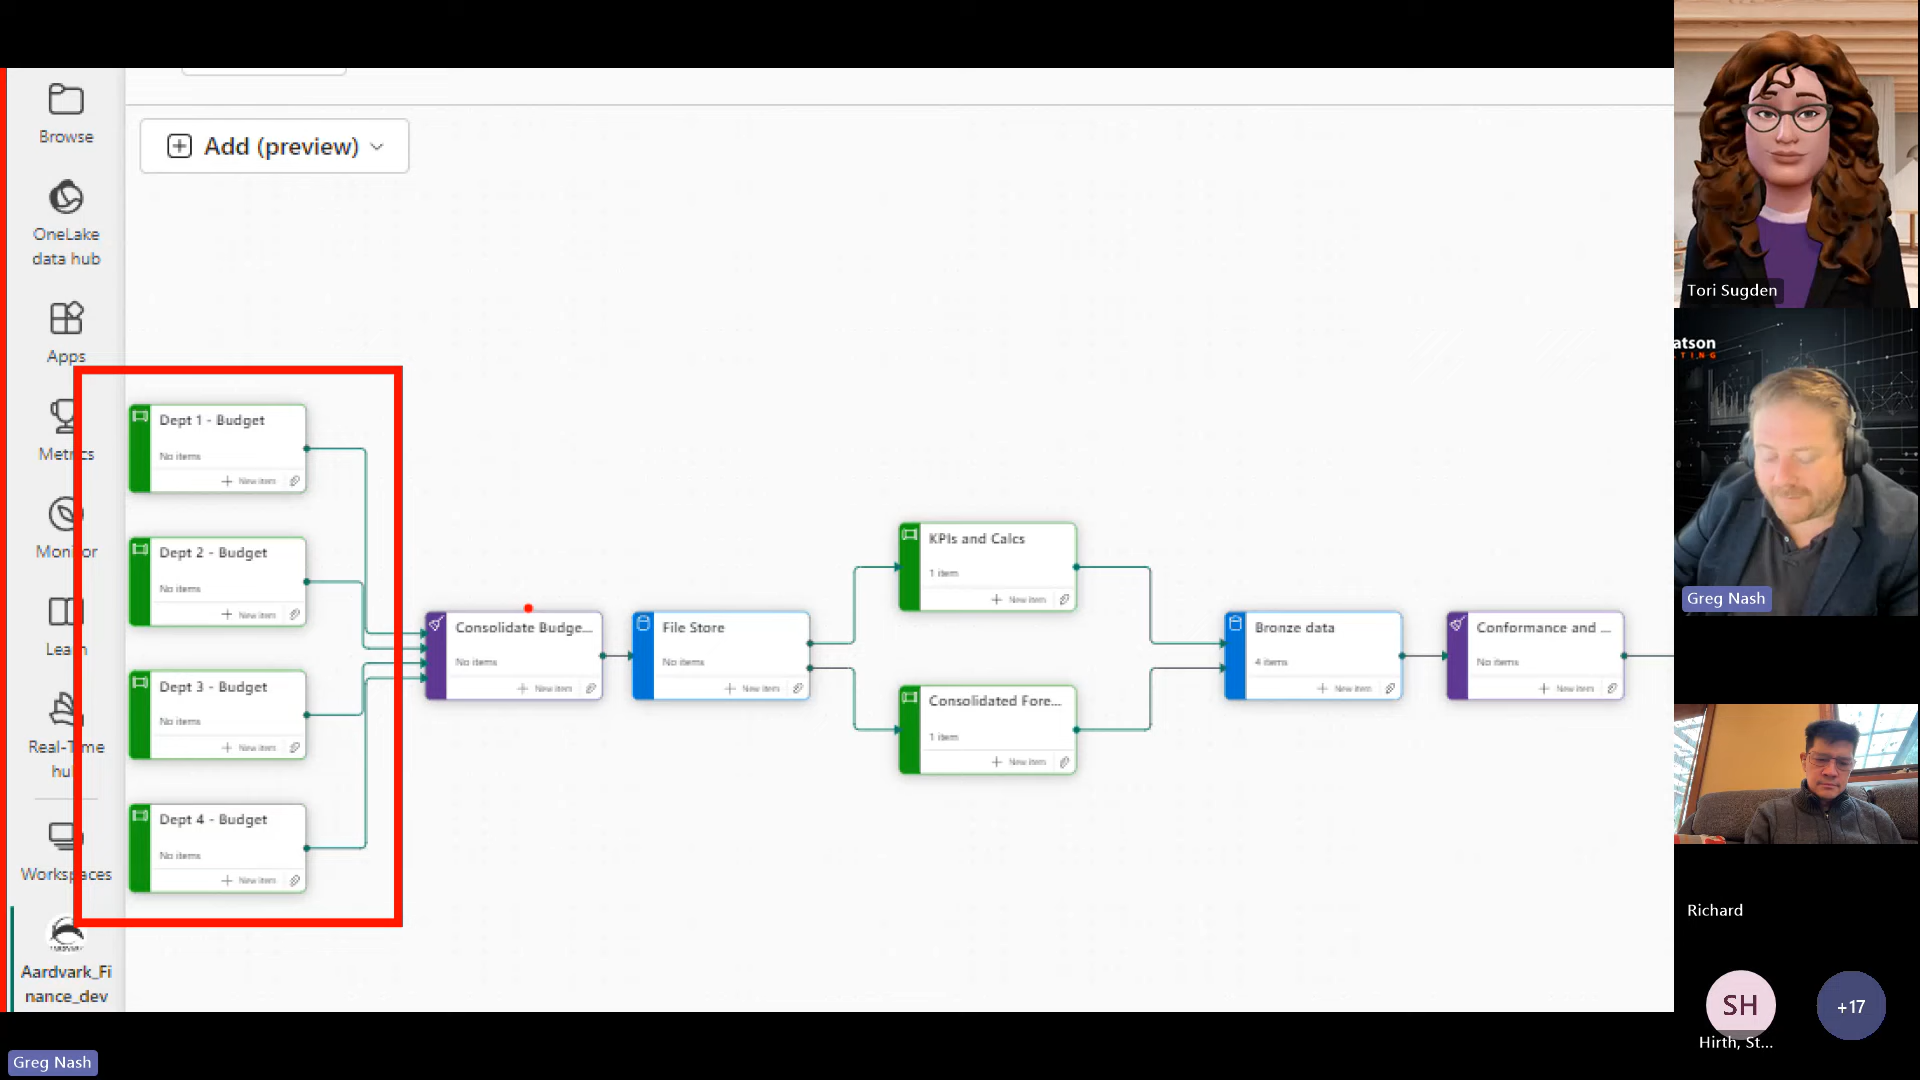 Browse
OneLake
data hub
Apps
Metrics
Monitor
Learn
Real-Time
hub
Workspaces
Aardvark_Fi
nance_dev
Add (preview)
Dept 1 - Budget
No items
New item
Dept 2 - Budget
No items
New item
Dept 3 - Budget
No items
New item
Dept 4 - Budget
No items
New item
Consolidate Budge...
No items
New item
File Store
No items
New item
KPIs and Calcs
1 item
New item
Consolidated Fore...
1 item
New item
Bronze data
4 items
New item
Conformance and ...
No items
New item
Tori Sugden
atson
TING
Greg Nash
Richard
SH
+17
Hirth, St...
Greg Nash